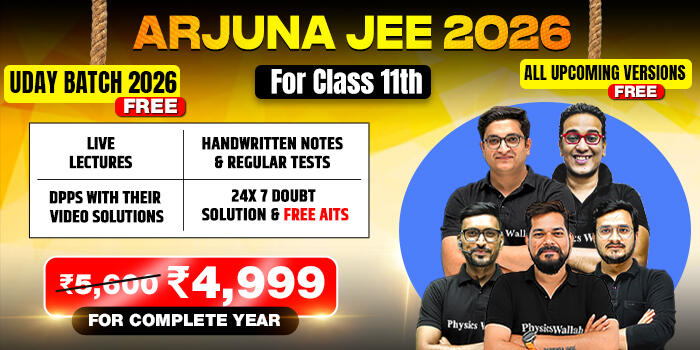 ARJUNA JEE 2026
UDAY BATCH 2026
FREE
For Class 11th
ALL UPCOMING VERSIONS
FREE
LIVE
LECTURES
HANDWRITTEN NOTES
& REGULAR TESTS
DPPS WITH THEIR
VIDEO SOLUTIONS
24X 7 DOUBT
SOLUTION & FREE AITS
₹5,600 ₹4,999
FOR COMPLETE YEAR
PhysicsWallah